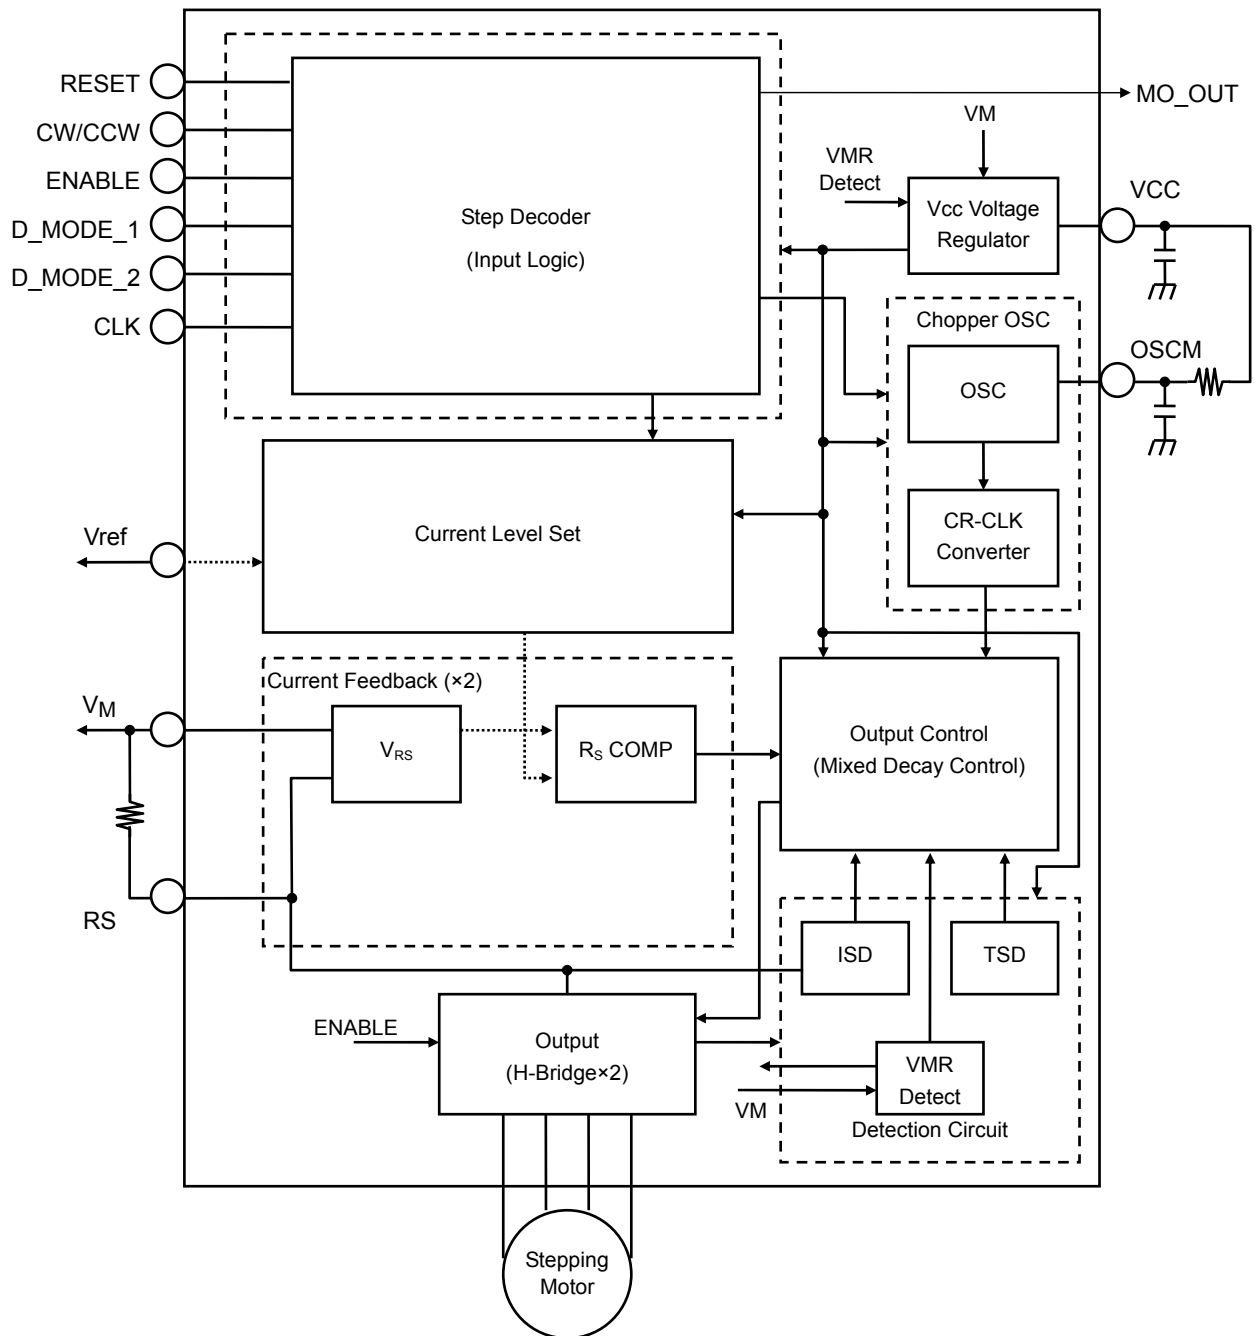 RESET
CW/CCW
ENABLE
D_MODE_1
D_MODE_2
CLK
Step Decoder
(Input Logic)
MO_OUT
VM
VMR
Detect
Vcc Voltage
Regulator
VCC
Chopper OSC
OSC
OSCM
CR-CLK
Converter
Current Level Set
Vref
Current Feedback (×2)
VM
VRS
RS COMP
Output Control
(Mixed Decay Control)
RS
ISD
TSD
ENABLE
Output
(H-Bridge×2)
VM
VMR
Detect
Detection Circuit
Stepping
Motor